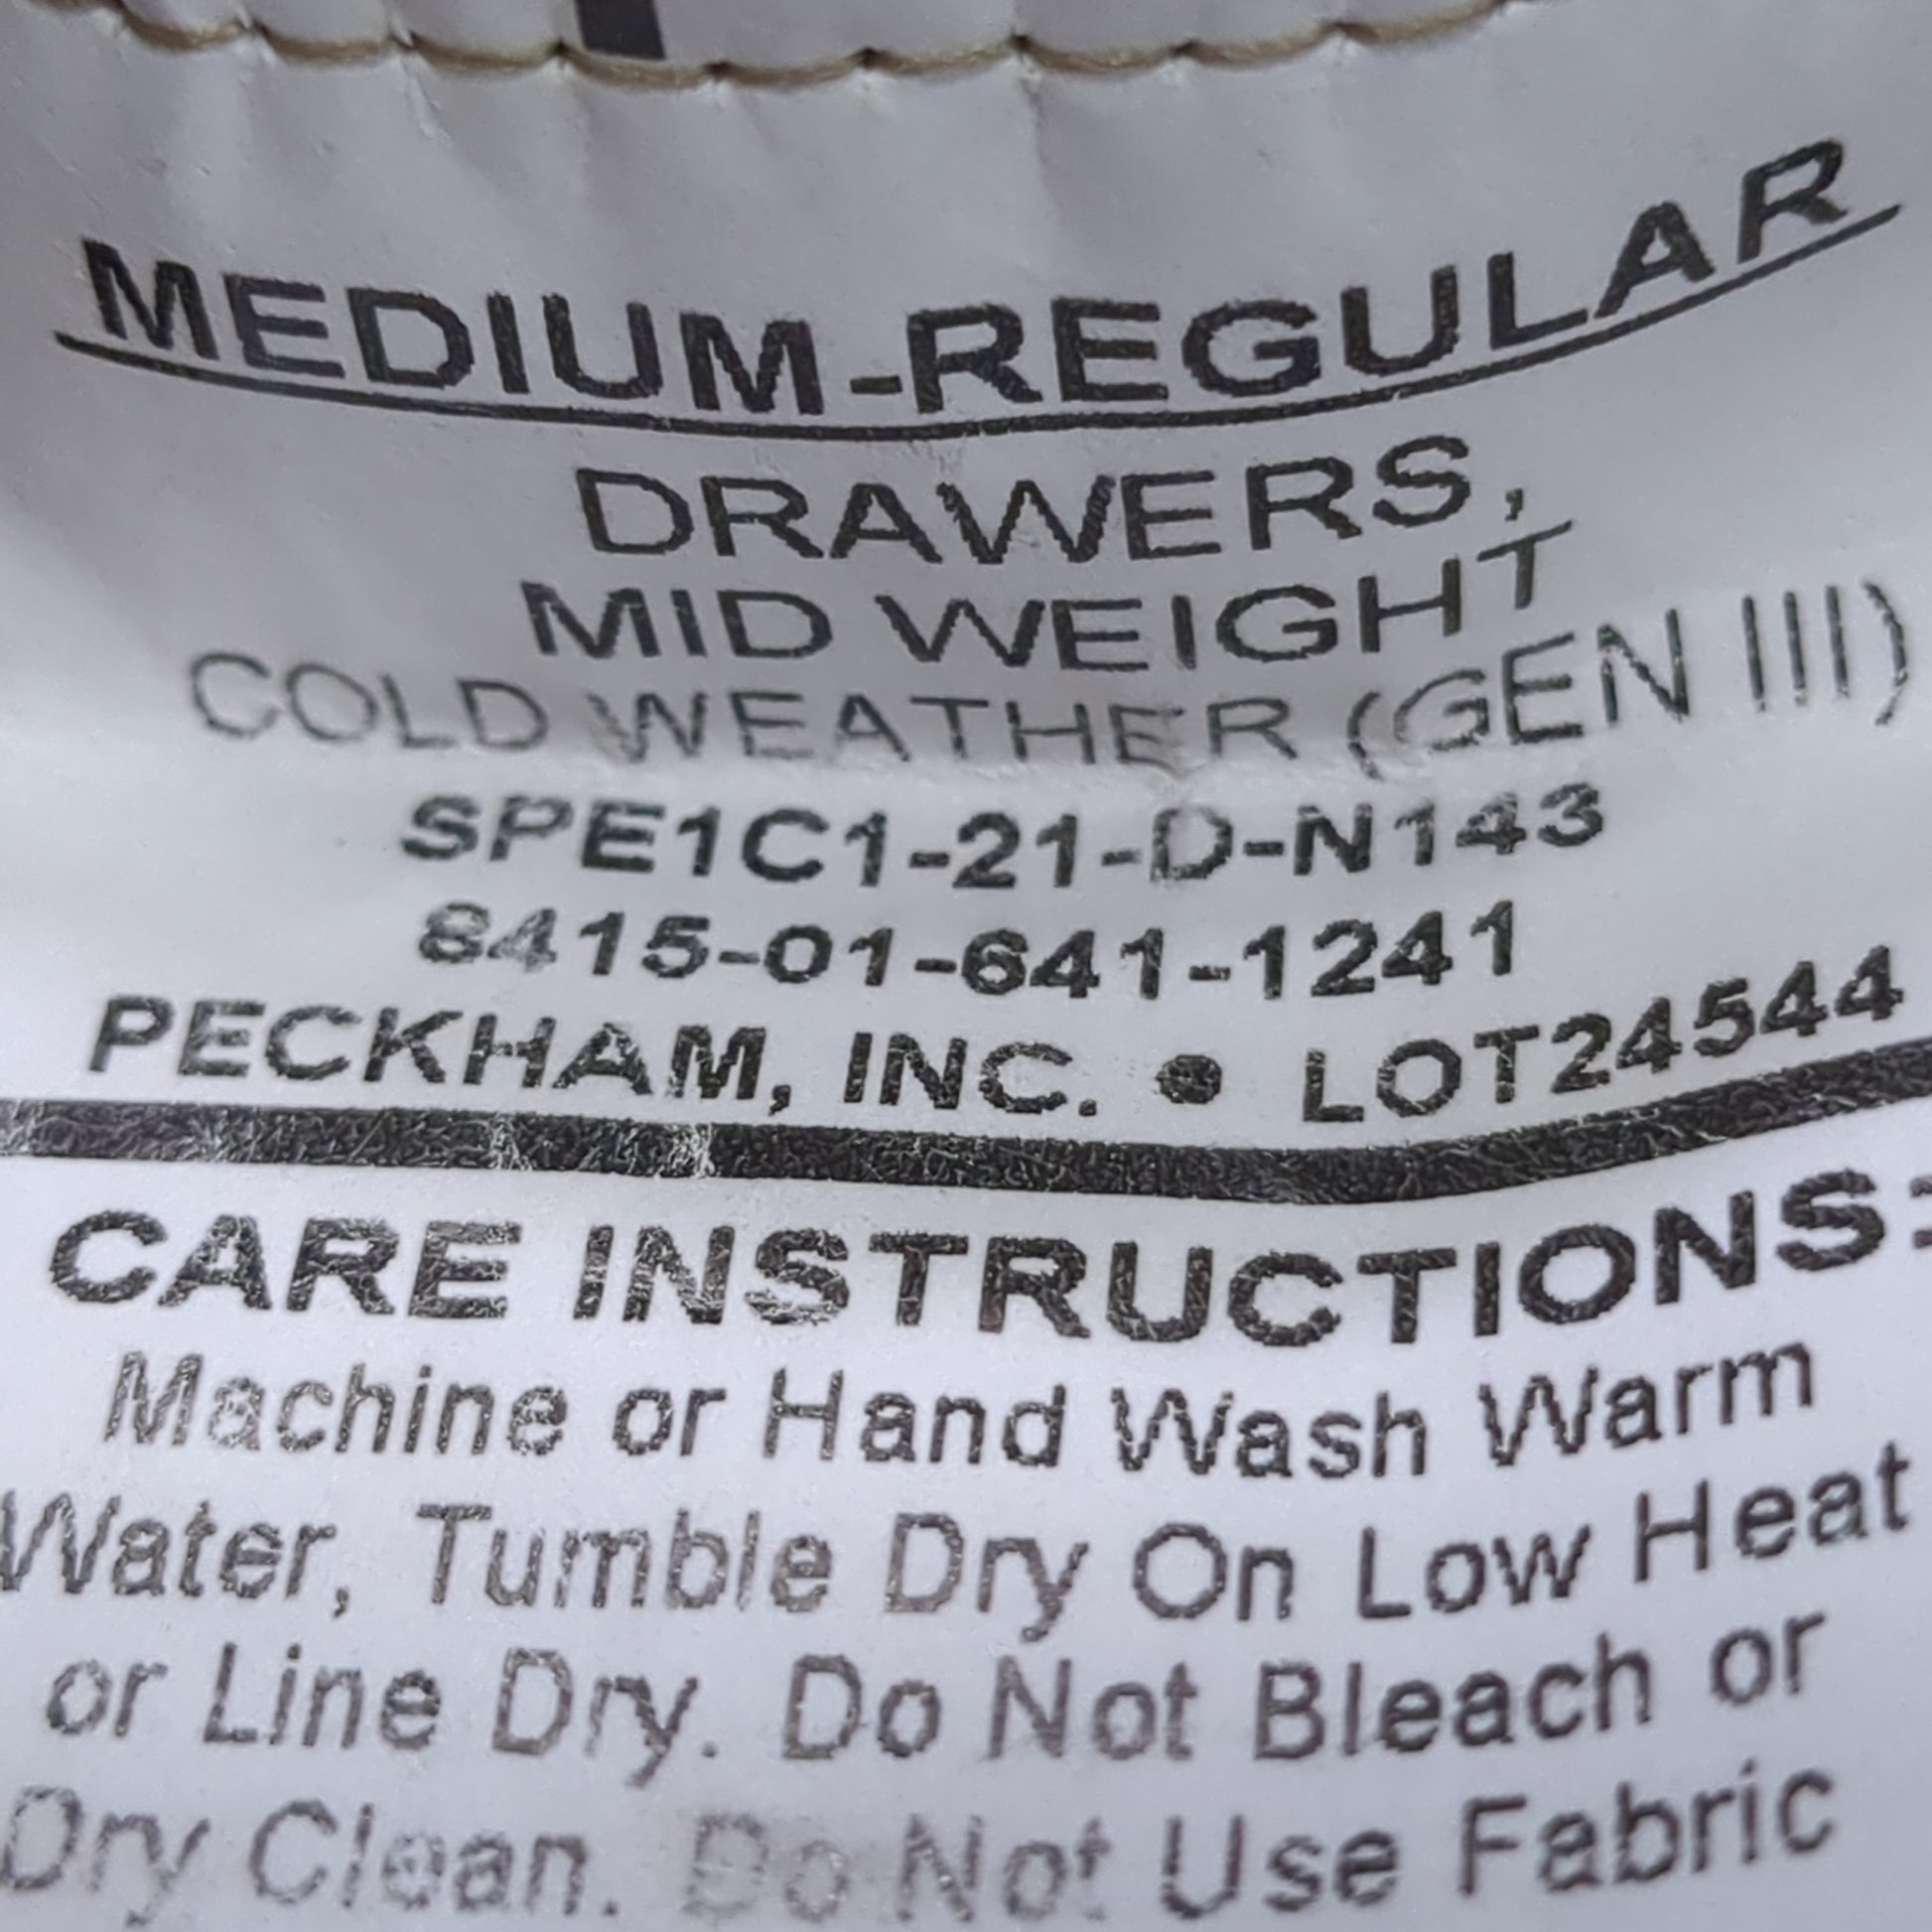 MEDIUM-REGULAR
DRAWERS,
MID WEIGHT
COLD WEATHER (GEN III)
SPE1C1-21-D-N143
8415-01-641-1241
PECKHAM, INC. ● LOT24544
CARE INSTRUCTIONS:
Machine or Hand Wash Warm
Water, Tumble Dry On Low Heat
or Line Dry. Do Not Bleach or
Dry Clean. Do Not Use Fabric